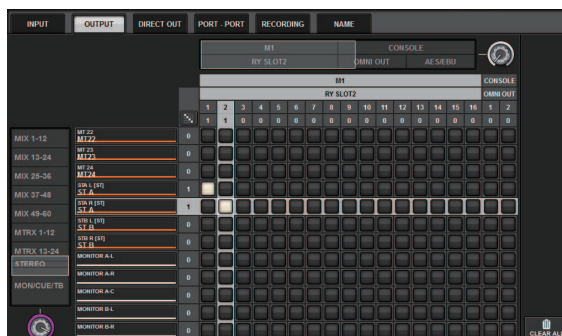 INPUT OUTPUT DIRECT OUT PORT - PORT RECORDING NAME
M1 CONSOLE
RY SLOT2 OMNI OUT AES/EBU
M1 CONSOLE
RY SLOT2 OMNI OUT
1 2 3 4 5 6 7 8 9 10 11 12 13 14 15 16 1 2
1 1 0 0 0 0 0 0 0 0 0 0 0 0 0 0 0 0
MIX 1-12
MIX 13-24
MIX 25-36
MIX 37-48
MIX 49-60
MTRX 1-12
MTRX 13-24
STEREO
MON/CUE/TB
MT 22
MT22 0
MT 23
MT23 0
MT 24
MT24 0
STA L [ST]
ST A 1
STA R [ST]
ST A 1
STB L [ST]
ST B 0
STB R [ST]
ST B 0
MONITOR A-L 0
MONITOR A-R 0
MONITOR A-C 0
MONITOR B-L 0
MONITOR B-R 0
CLEAR ALL